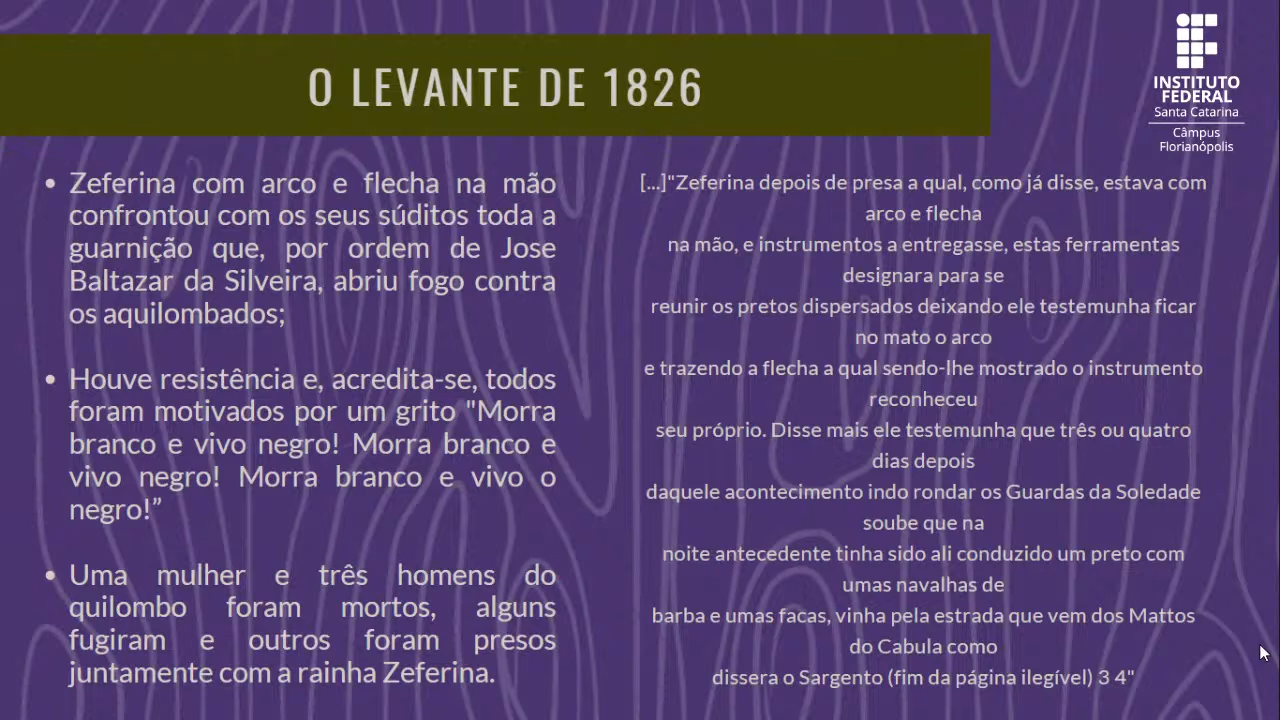 O LEVANTE DE 1826
INSTITUTO
FEDERAL
Santa Catarina
Câmpus
Florianópolis
• Zeferina com arco e flecha na mão
confrontou com os seus súditos toda a
guarnição que, por ordem de Jose
Baltazar da Silveira, abriu fogo contra
os aquilombados;
• Houve resistência e, acredita-se, todos
foram motivados por um grito "Morra
branco e vivo negro! Morra branco e
vivo negro! Morra branco e vivo o
negro!”
• Uma mulher e três homens do
quilombo foram mortos, alguns
fugiram e outros foram presos
juntamente com a rainha Zeferina.
[...]"Zeferina depois de presa a qual, como já disse, estava com
arco e flecha
na mão, e instrumentos a entregasse, estas ferramentas
designara para se
reunir os pretos dispersados deixando ele testemunha ficar
no mato o arco
e trazendo a flecha a qual sendo-lhe mostrado o instrumento
reconheceu
seu próprio. Disse mais ele testemunha que três ou quatro
dias depois
daquele acontecimento indo rondar os Guardas da Soledade
soube que na
noite antecedente tinha sido ali conduzido um preto com
umas navalhas de
barba e umas facas, vinha pela estrada que vem dos Mattos
do Cabula como
dissera o Sargento (fim da página ilegível) 3 4"